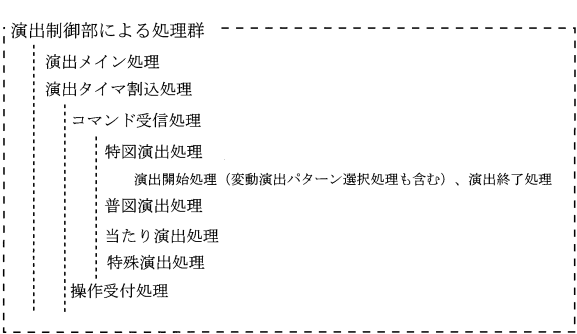 演出制御部による処理群
演出メイン処理
演出タイマ割込処理
コマンド受信処理
特図演出処理
演出開始処理（変動演出パターン選択処理も含む）、演出終了処理
普図演出処理
当たり演出処理
特殊演出処理
操作受付処理